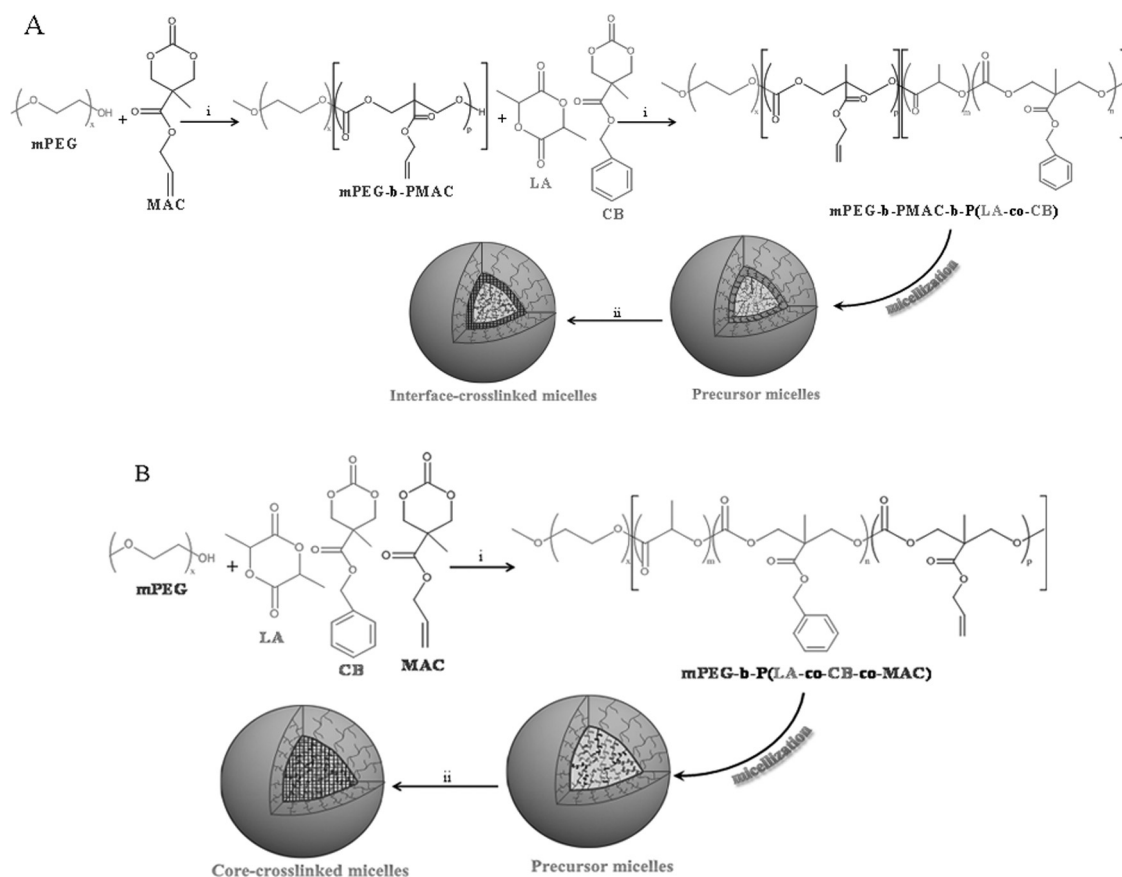 A
mPEG
+
MAC
i
mPEG-b-PMAC
+
LA
CB
i
mPEG-b-PMAC-b-P(LA-co-CB)
micellization
ii
Interface-crosslinked micelles
Precursor micelles
B
mPEG
+
LA
CB
MAC
i
mPEG-b-P(LA-co-CB-co-MAC)
micellization
ii
Core-crosslinked micelles
Precursor micelles